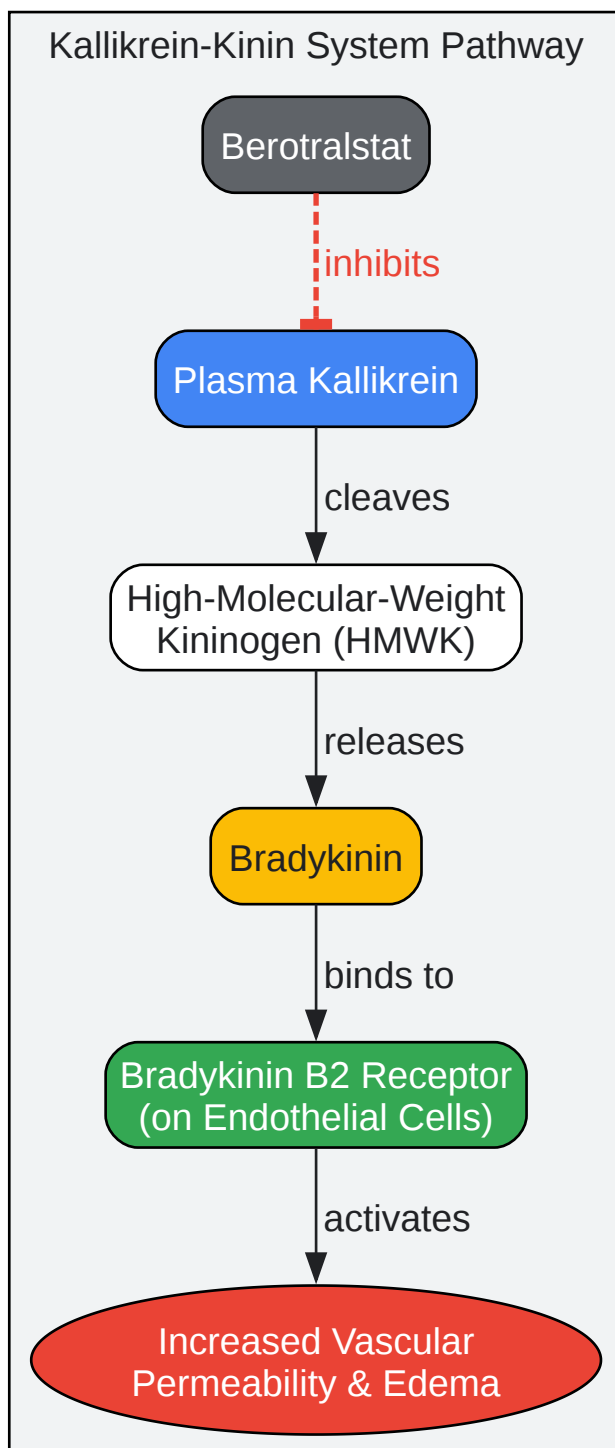 Kallikrein-Kinin System Pathway
Berotralstat
inhibits
Plasma Kallikrein
cleaves
High-Molecular-Weight
Kininogen (HMWK)
releases
Bradykinin
binds to
Bradykinin B2 Receptor
(on Endothelial Cells)
activates
Increased Vascular
Permeability & Edema